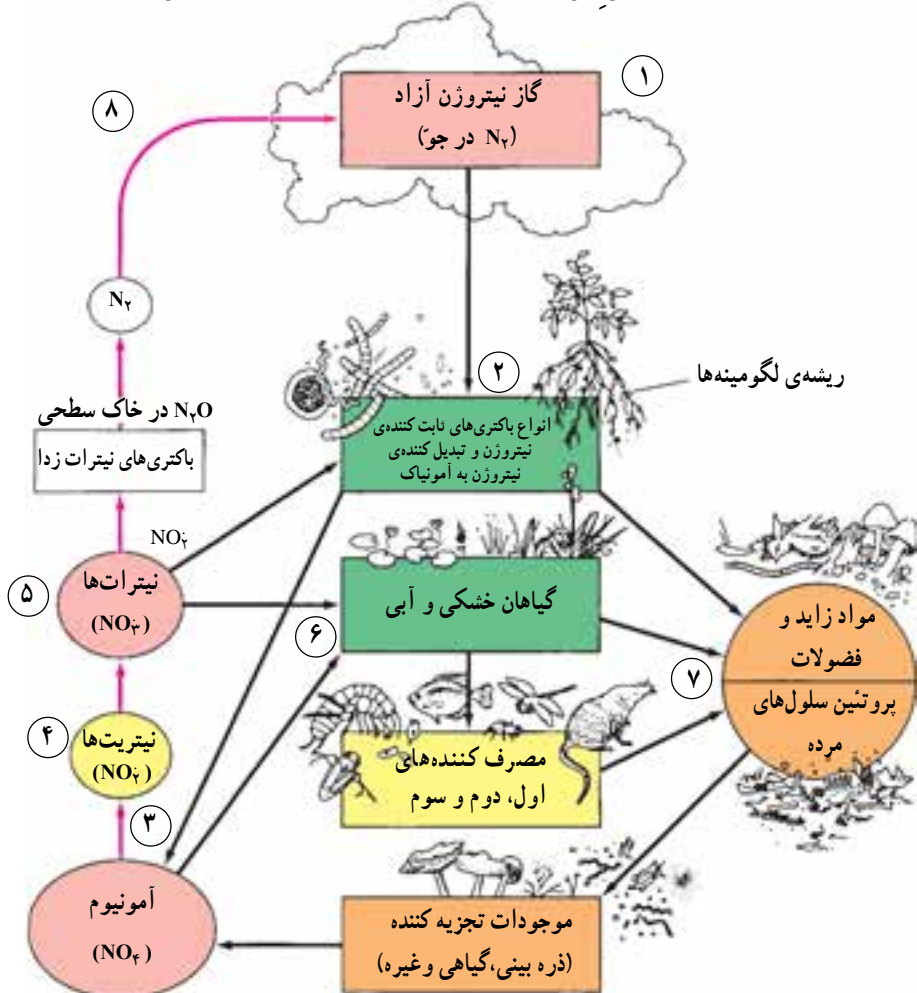 ۱
گاز نیتروژن آزاد
(N۲ در جوّ)
۸
N۲
۲
ریشه‌ی لگومینه‌ها
N۲O در خاک سطحی
باکتری‌های نیترات زدا
انواع باکتری‌های ثابت کننده‌ی
نیتروژن و تبدیل کننده‌ی
نیتروژن به آمونیاک
NO۲⁻
۵
نیترات‌ها
(NO۳⁻)
گیاهان خشکی و آبی
۶
مواد زاید و
فضولات
۷
پروتئین سلول‌های
مرده
۴
نیتریت‌ها
(NO۲⁻)
مصرف کننده‌های
اول، دوم و سوم
۳
آمونیوم
(NO۴)
موجودات تجزیه کننده
(ذره بینی،گیاهی وغیره)